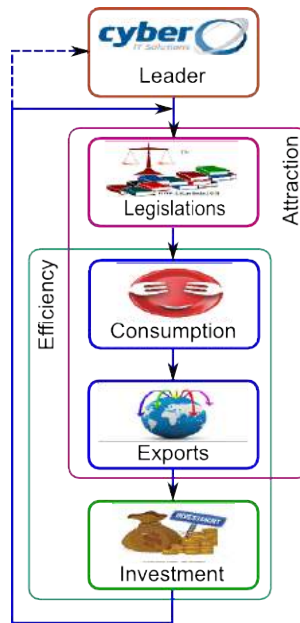 cyber
IT Solutions
Leader
Attraction
Legislations
Efficiency
Consumption
Exports
INVESTMENT
Investment